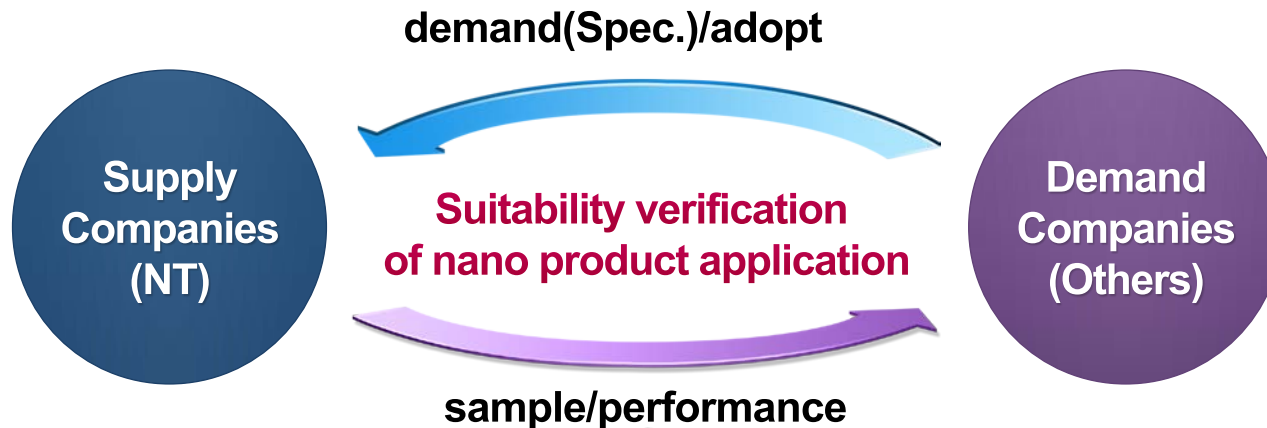 demand(Spec.)/adopt
Supply
Companies
(NT)
Suitability verification
of nano product application
Demand
Companies
(Others)
sample/performance